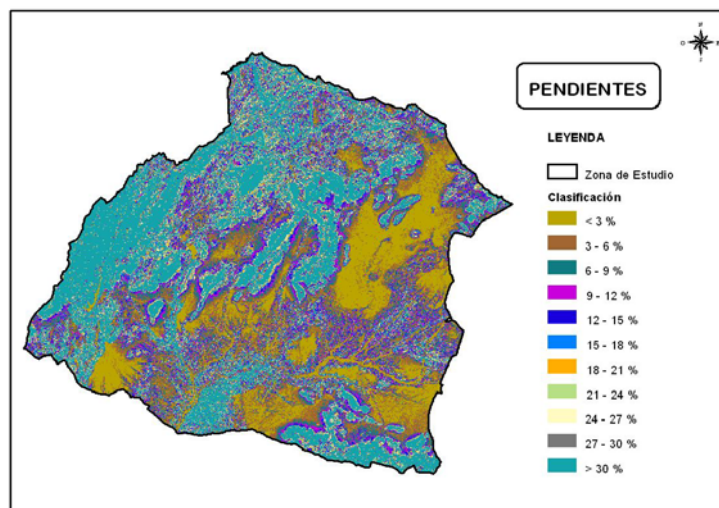 N
O E
PENDIENTES
LEYENDA
Zona de Estudio
Clasificación
< 3 %
3 - 6 %
6 - 9 %
9 - 12 %
12 - 15 %
15 - 18 %
18 - 21 %
21 - 24 %
24 - 27 %
27 - 30 %
> 30 %